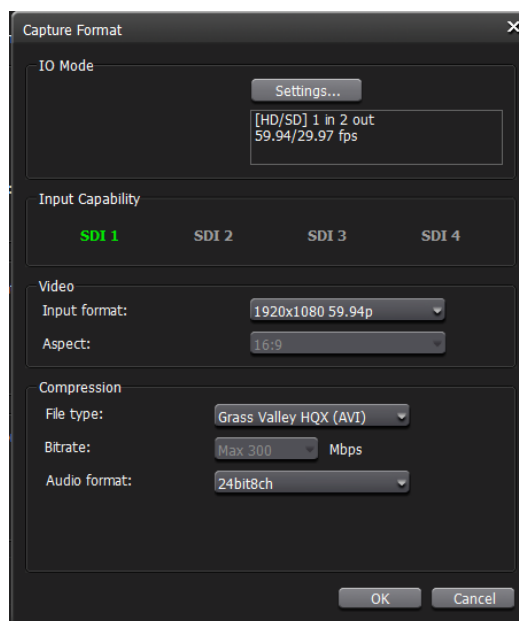 Capture Format
IO Mode
Settings...
[HD/SD] 1 in 2 out
59.94/29.97 fps
Input Capability
SDI 1 SDI 2 SDI 3 SDI 4
Video
Input format: 1920x1080 59.94p
Aspect: 16:9
Compression
File type: Grass Valley HQX (AVI)
Bitrate: Max 300 Mbps
Audio format: 24bit8ch
OK Cancel